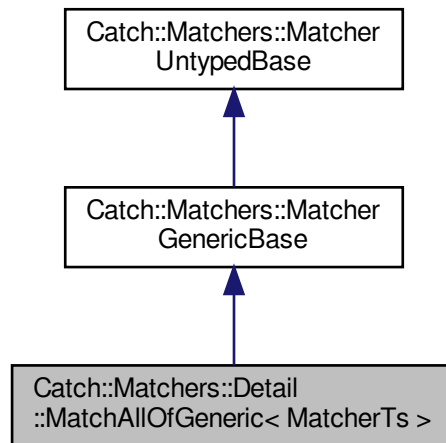 Catch::Matchers::Matcher
UntypedBase
Catch::Matchers::Matcher
GenericBase
Catch::Matchers::Detail
::MatchAllOfGeneric< MatcherTs >